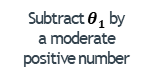 Subtract θ₁ by
a moderate
positive number